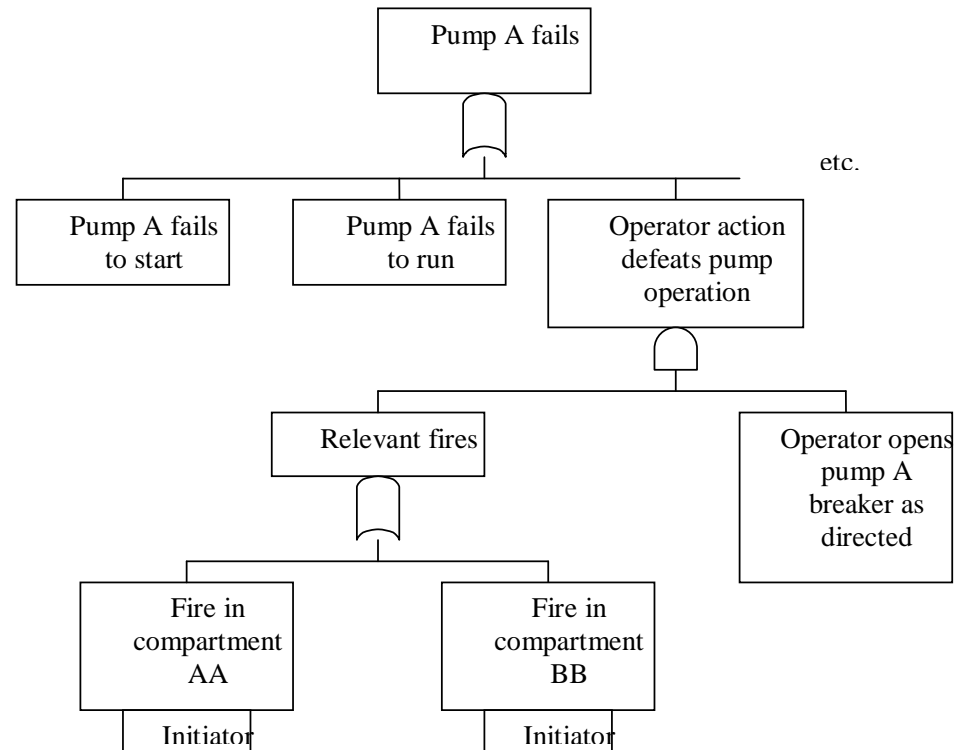 Pump A fails
etc.
Pump A fails
to start
Pump A fails
to run
Operator action
defeats pump
operation
Relevant fires
Operator opens
pump A
breaker as
directed
Fire in
compartment
AA
Fire in
compartment
BB
Initiator
Initiator